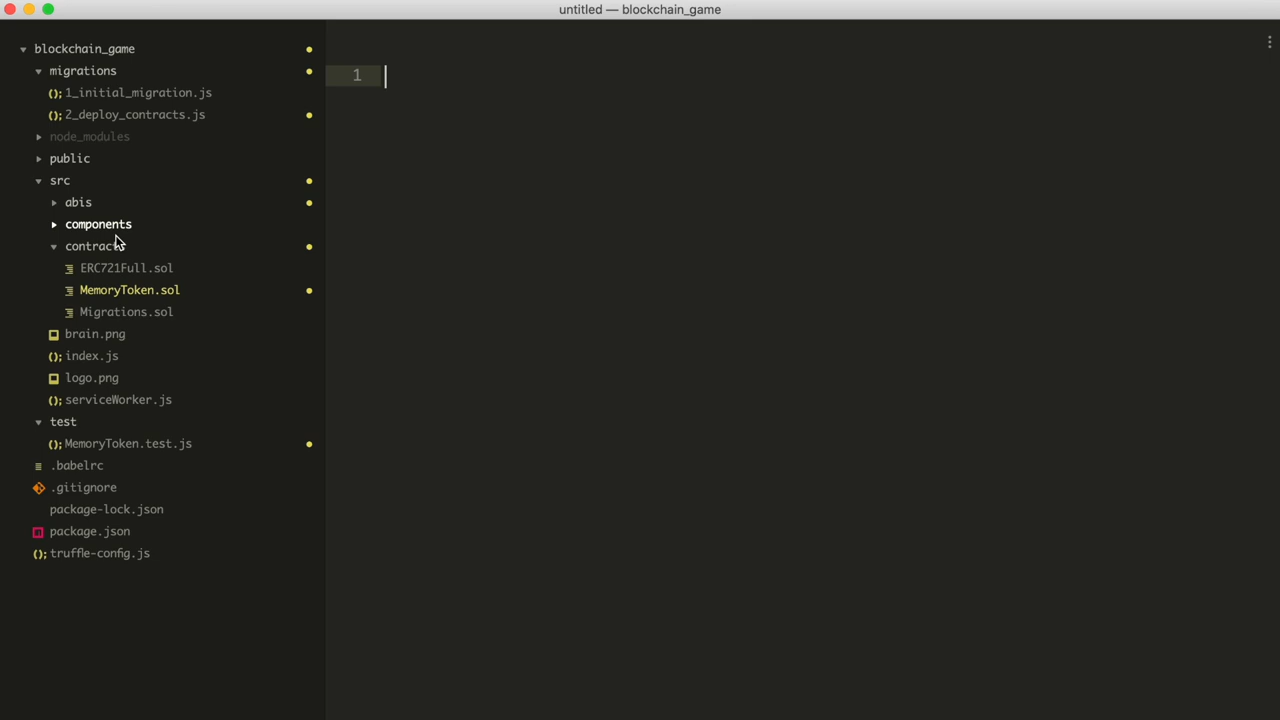 untitled — blockchain_game
blockchain_game
migrations
1_initial_migration.js
2_deploy_contracts.js
node_modules
public
src
abis
components
contracts
ERC721Full.sol
MemoryToken.sol
Migrations.sol
brain.png
index.js
logo.png
serviceWorker.js
test
MemoryToken.test.js
.babelrc
.gitignore
package-lock.json
package.json
truffle-config.js
1